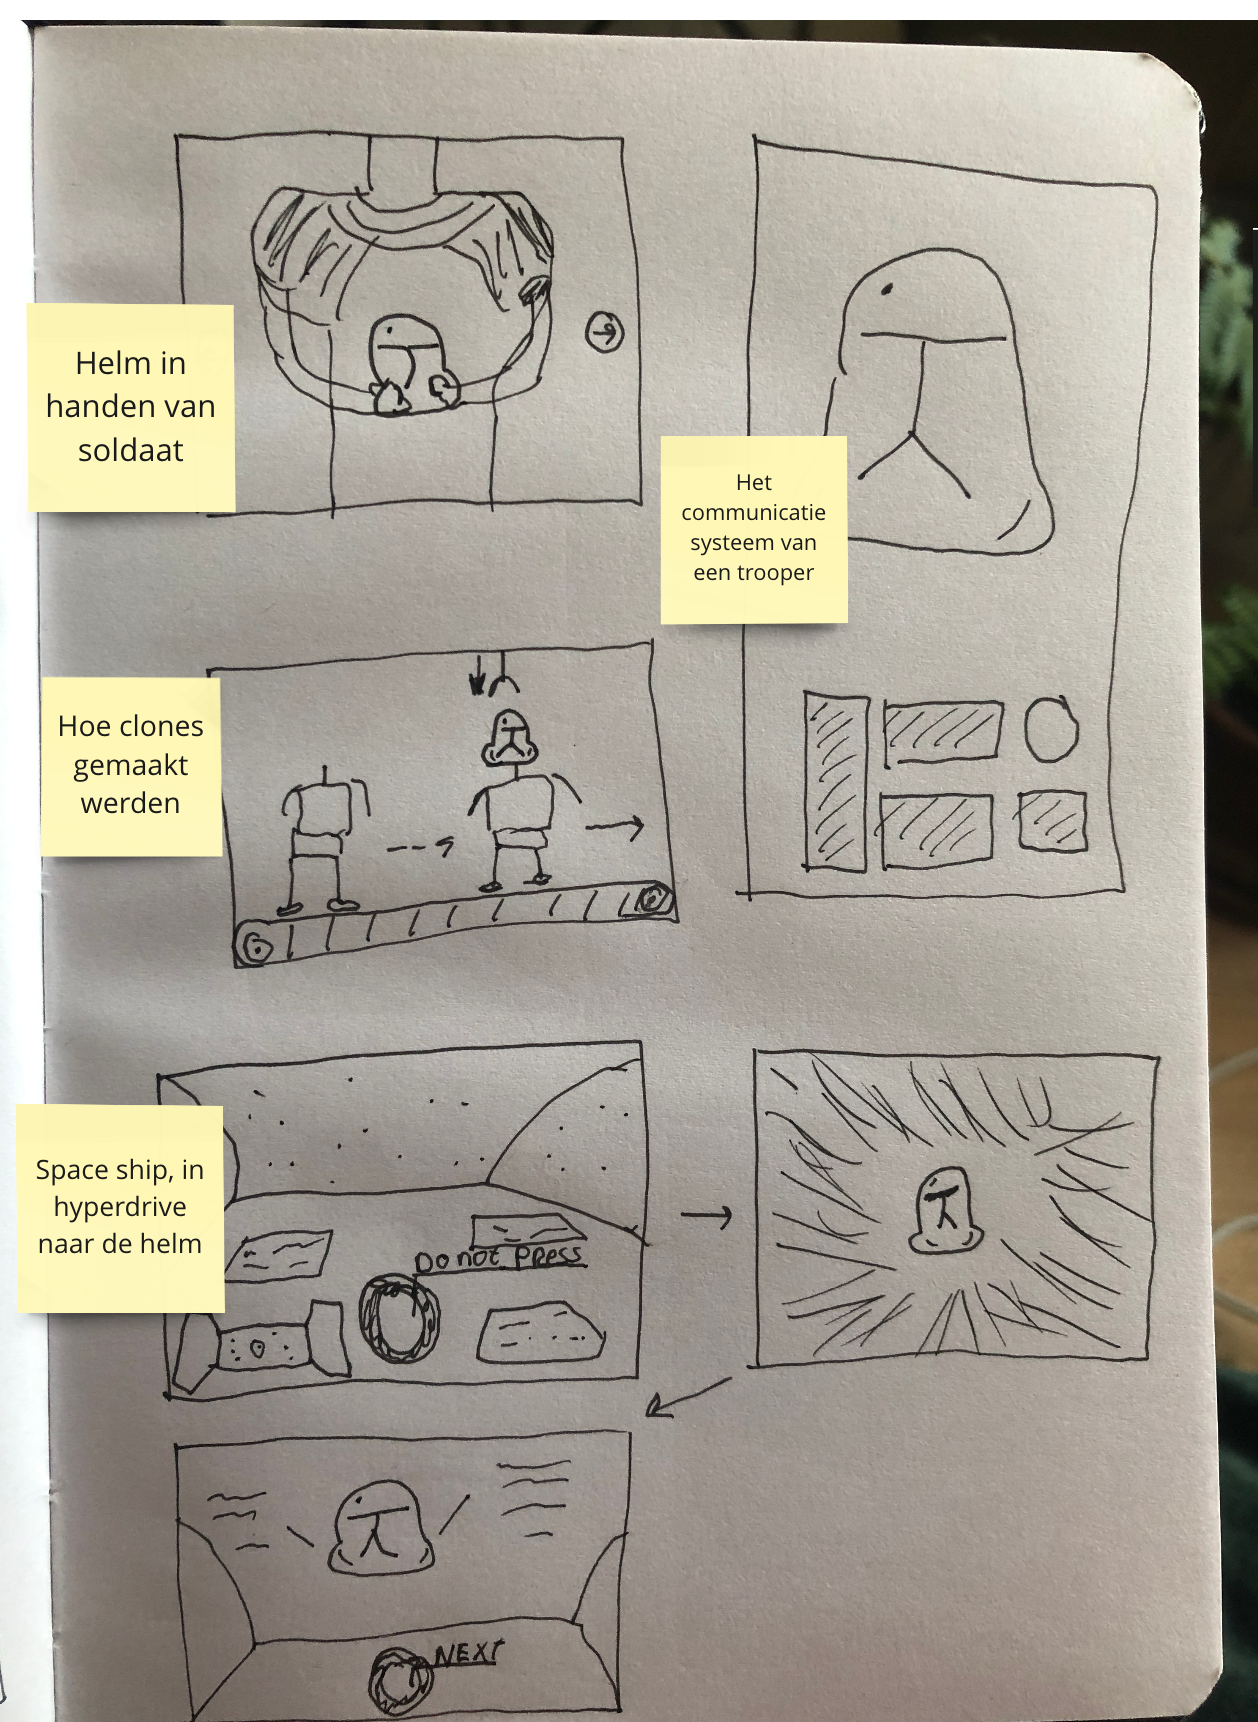 Helm in
handen van
soldaat
Het
communicatie
systeem van
een trooper
Hoe clones
gemaakt
werden
Space ship, in
hyperdrive
naar de helm
DO NOT PRESS
NEXT